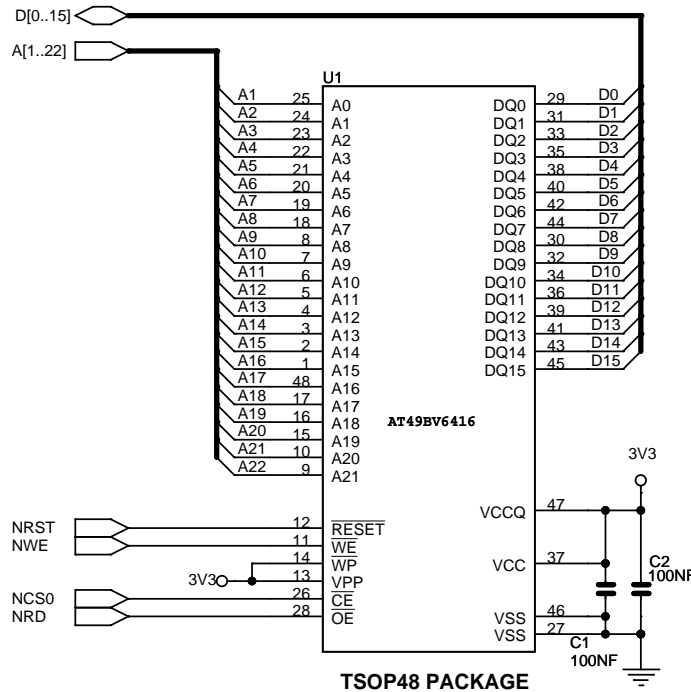 D[0..15]
A[1..22]
U1
A1 25 A0 DQ0 29 D0
A2 24 A1 DQ1 31 D1
A3 23 A2 DQ2 33 D2
A4 22 A3 DQ3 35 D3
A5 21 A4 DQ4 38 D4
A6 20 A5 DQ5 40 D5
A7 19 A6 DQ6 42 D6
A8 18 A7 DQ7 44 D7
A9 8 A8 DQ8 30 D8
A10 7 A9 DQ9 32 D9
A11 6 A10 DQ10 34 D10
A12 5 A11 DQ11 36 D11
A13 4 A12 DQ12 39 D12
A14 3 A13 DQ13 41 D13
A15 2 A14 DQ14 43 D14
A16 1 A15 DQ15 45 D15
A17 48 A16
A18 17 A17
A19 16 A18
A20 15 A19
A21 10 A20
A22 9 A21
AT49BV6416
3V3
NRST 12 RESET VCCQ 47
NWE 11 WE
14 WP
3V3 13 VPP VCC 37
NCS0 26 CE
NRD 28 OE
VSS 46
VSS 27
C2
100NF
C1
100NF
TSOP48 PACKAGE